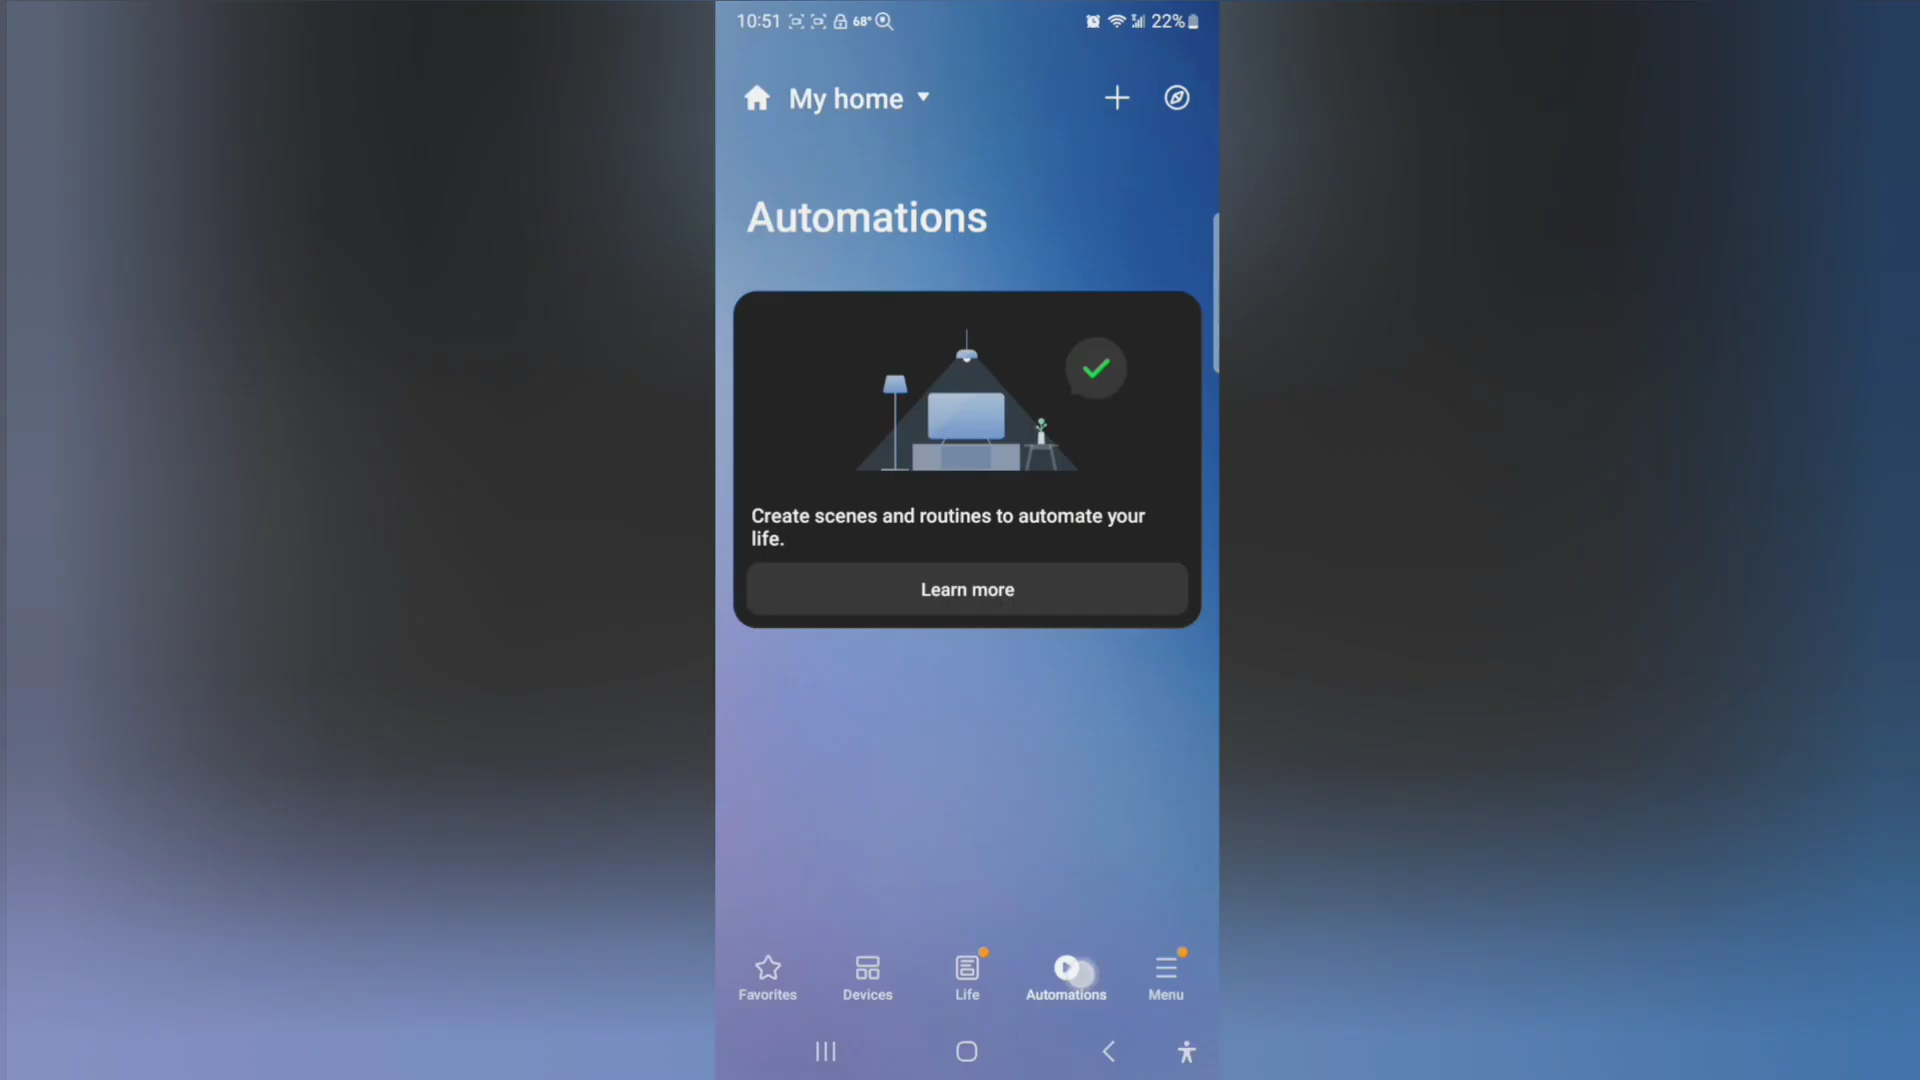 10:51 68° 22%
My home
Automations
Create scenes and routines to automate your
life.
Learn more
Favorites Devices Life Automations Menu